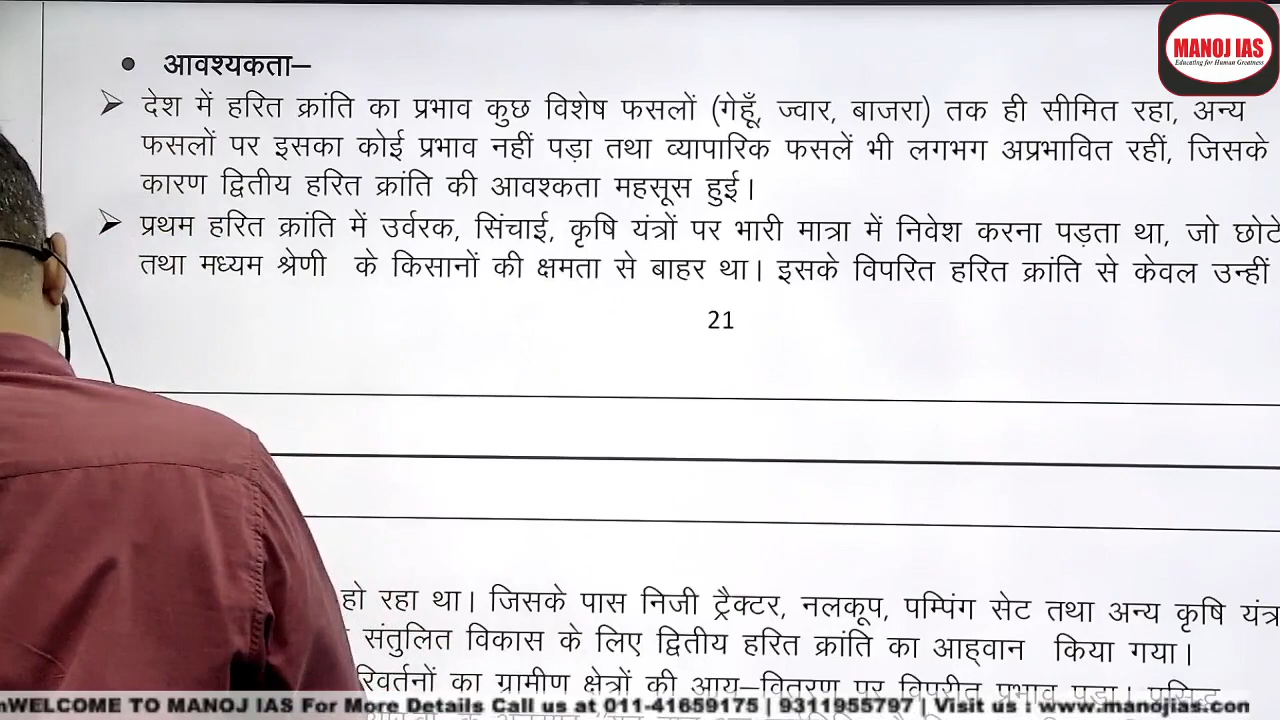 MANOJ IAS
Educating for Human Greatness
• आवश्यकता–
➢ देश में हरित क्रांति का प्रभाव कुछ विशेष फसलों (गेहूँ, ज्वार, बाजरा) तक ही सीमित रहा, अन्य
फसलों पर इसका कोई प्रभाव नहीं पड़ा तथा व्यापारिक फसलें भी लगभग अप्रभावित रहीं, जिसके
कारण द्वितीय हरित क्रांति की आवश्कता महसूस हुई।
➢ प्रथम हरित क्रांति में उर्वरक, सिंचाई, कृषि यंत्रों पर भारी मात्रा में निवेश करना पड़ता था, जो छोटे
तथा मध्यम श्रेणी के किसानों की क्षमता से बाहर था। इसके विपरित हरित क्रांति से केवल उन्हीं
21
हो रहा था। जिसके पास निजी ट्रैक्टर, नलकूप, पम्पिंग सेट तथा अन्य कृषि यंत्र
संतुलित विकास के लिए द्वितीय हरित क्रांति का आह्वान किया गया।
का ग्रामीण क्षेत्रों की आय–वितरण पर विपरीत प्रभाव पड़ा।
WELCOME TO MANOJ IAS For More Details Call us at 011-41659175 | 9311955797 | Visit us : www.manojias.com